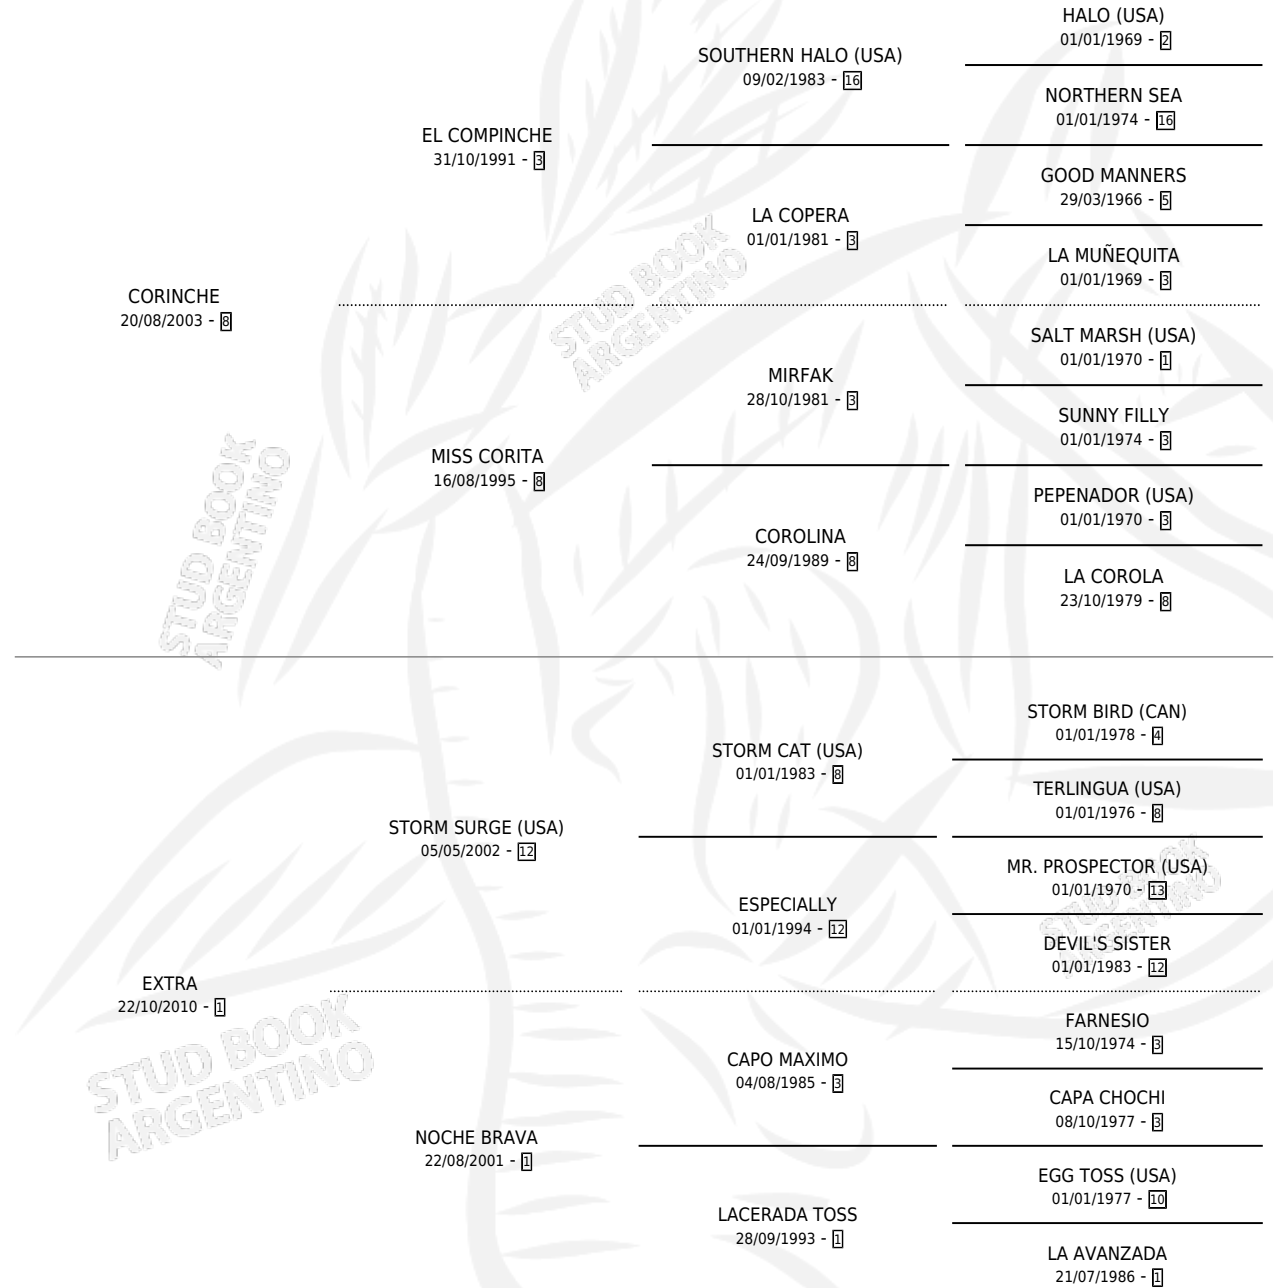 HALO (USA)
01/01/1969 - 2
SOUTHERN HALO (USA)
09/02/1983 - 16
NORTHERN SEA
01/01/1974 - 16
EL COMPINCHE
31/10/1991 - 3
GOOD MANNERS
29/03/1966 - 5
LA COPERA
01/01/1981 - 3
LA MUÑEQUITA
01/01/1969 - 3
CORINCHE
20/08/2003 - 8
SALT MARSH (USA)
01/01/1970 - 1
MIRFAK
28/10/1981 - 3
SUNNY FILLY
01/01/1974 - 3
MISS CORITA
16/08/1995 - 8
PEPENADOR (USA)
01/01/1970 - 3
COROLINA
24/09/1989 - 8
LA COROLA
23/10/1979 - 8
STORM BIRD (CAN)
01/01/1978 - 4
STORM CAT (USA)
01/01/1983 - 8
TERLINGUA (USA)
01/01/1976 - 8
STORM SURGE (USA)
05/05/2002 - 12
MR. PROSPECTOR (USA)
01/01/1970 - 13
ESPECIALLY
01/01/1994 - 12
DEVIL'S SISTER
01/01/1983 - 12
EXTRA
22/10/2010 - 1
FARNESIO
15/10/1974 - 3
CAPO MAXIMO
04/08/1985 - 3
CAPA CHOCHI
08/10/1977 - 3
NOCHE BRAVA
22/08/2001 - 1
EGG TOSS (USA)
01/01/1977 - 10
LACERADA TOSS
28/09/1993 - 1
LA AVANZADA
21/07/1986 - 1
STUD BOOK
ARGENTINO
STUD BOOK
ARGENTINO
STUD BOOK
ARGENTINO
STUD BOOK
ARGENTINO